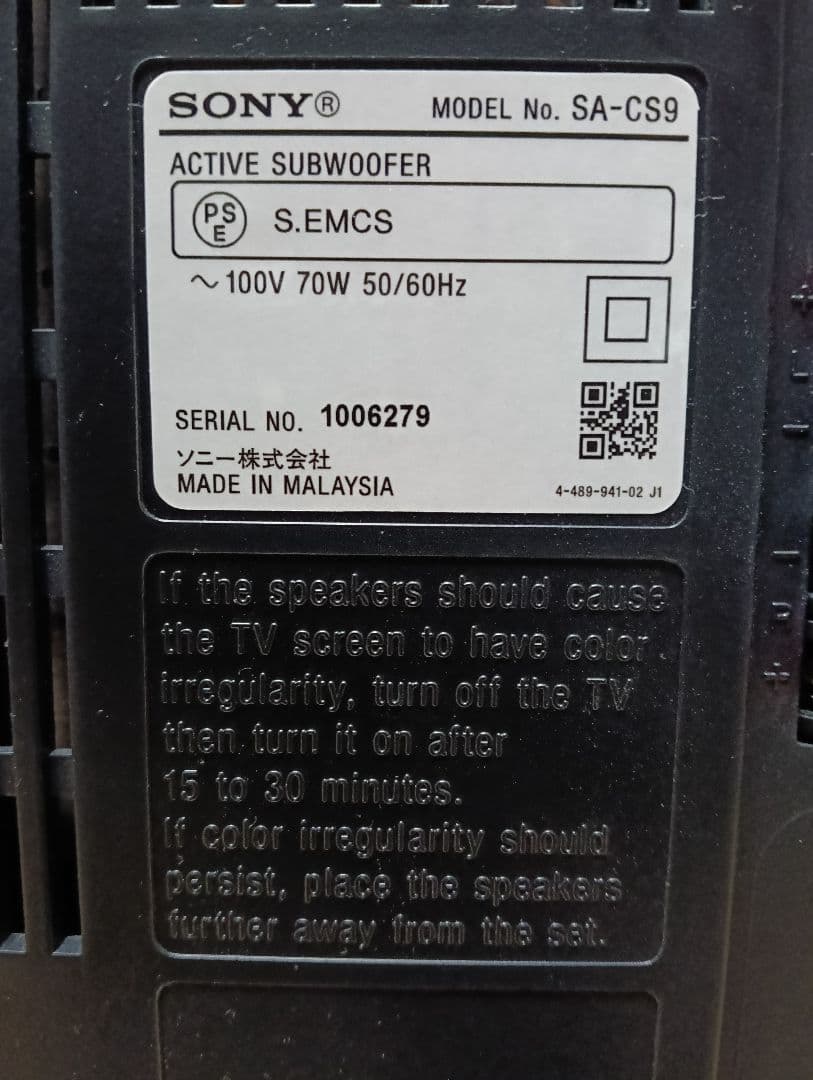 SONY® MODEL No. SA-CS9
ACTIVE SUBWOOFER
PSE S.EMCS
～100V 70W 50/60Hz
SERIAL NO. 1006279
ソニー株式会社
MADE IN MALAYSIA 4-489-941-02 J1
If the speakers should cause
the TV screen to have color
irregularity, turn off the TV
then turn it on after
15 to 30 minutes.
If color irregularity should
persist, place the speakers
further away from the set.